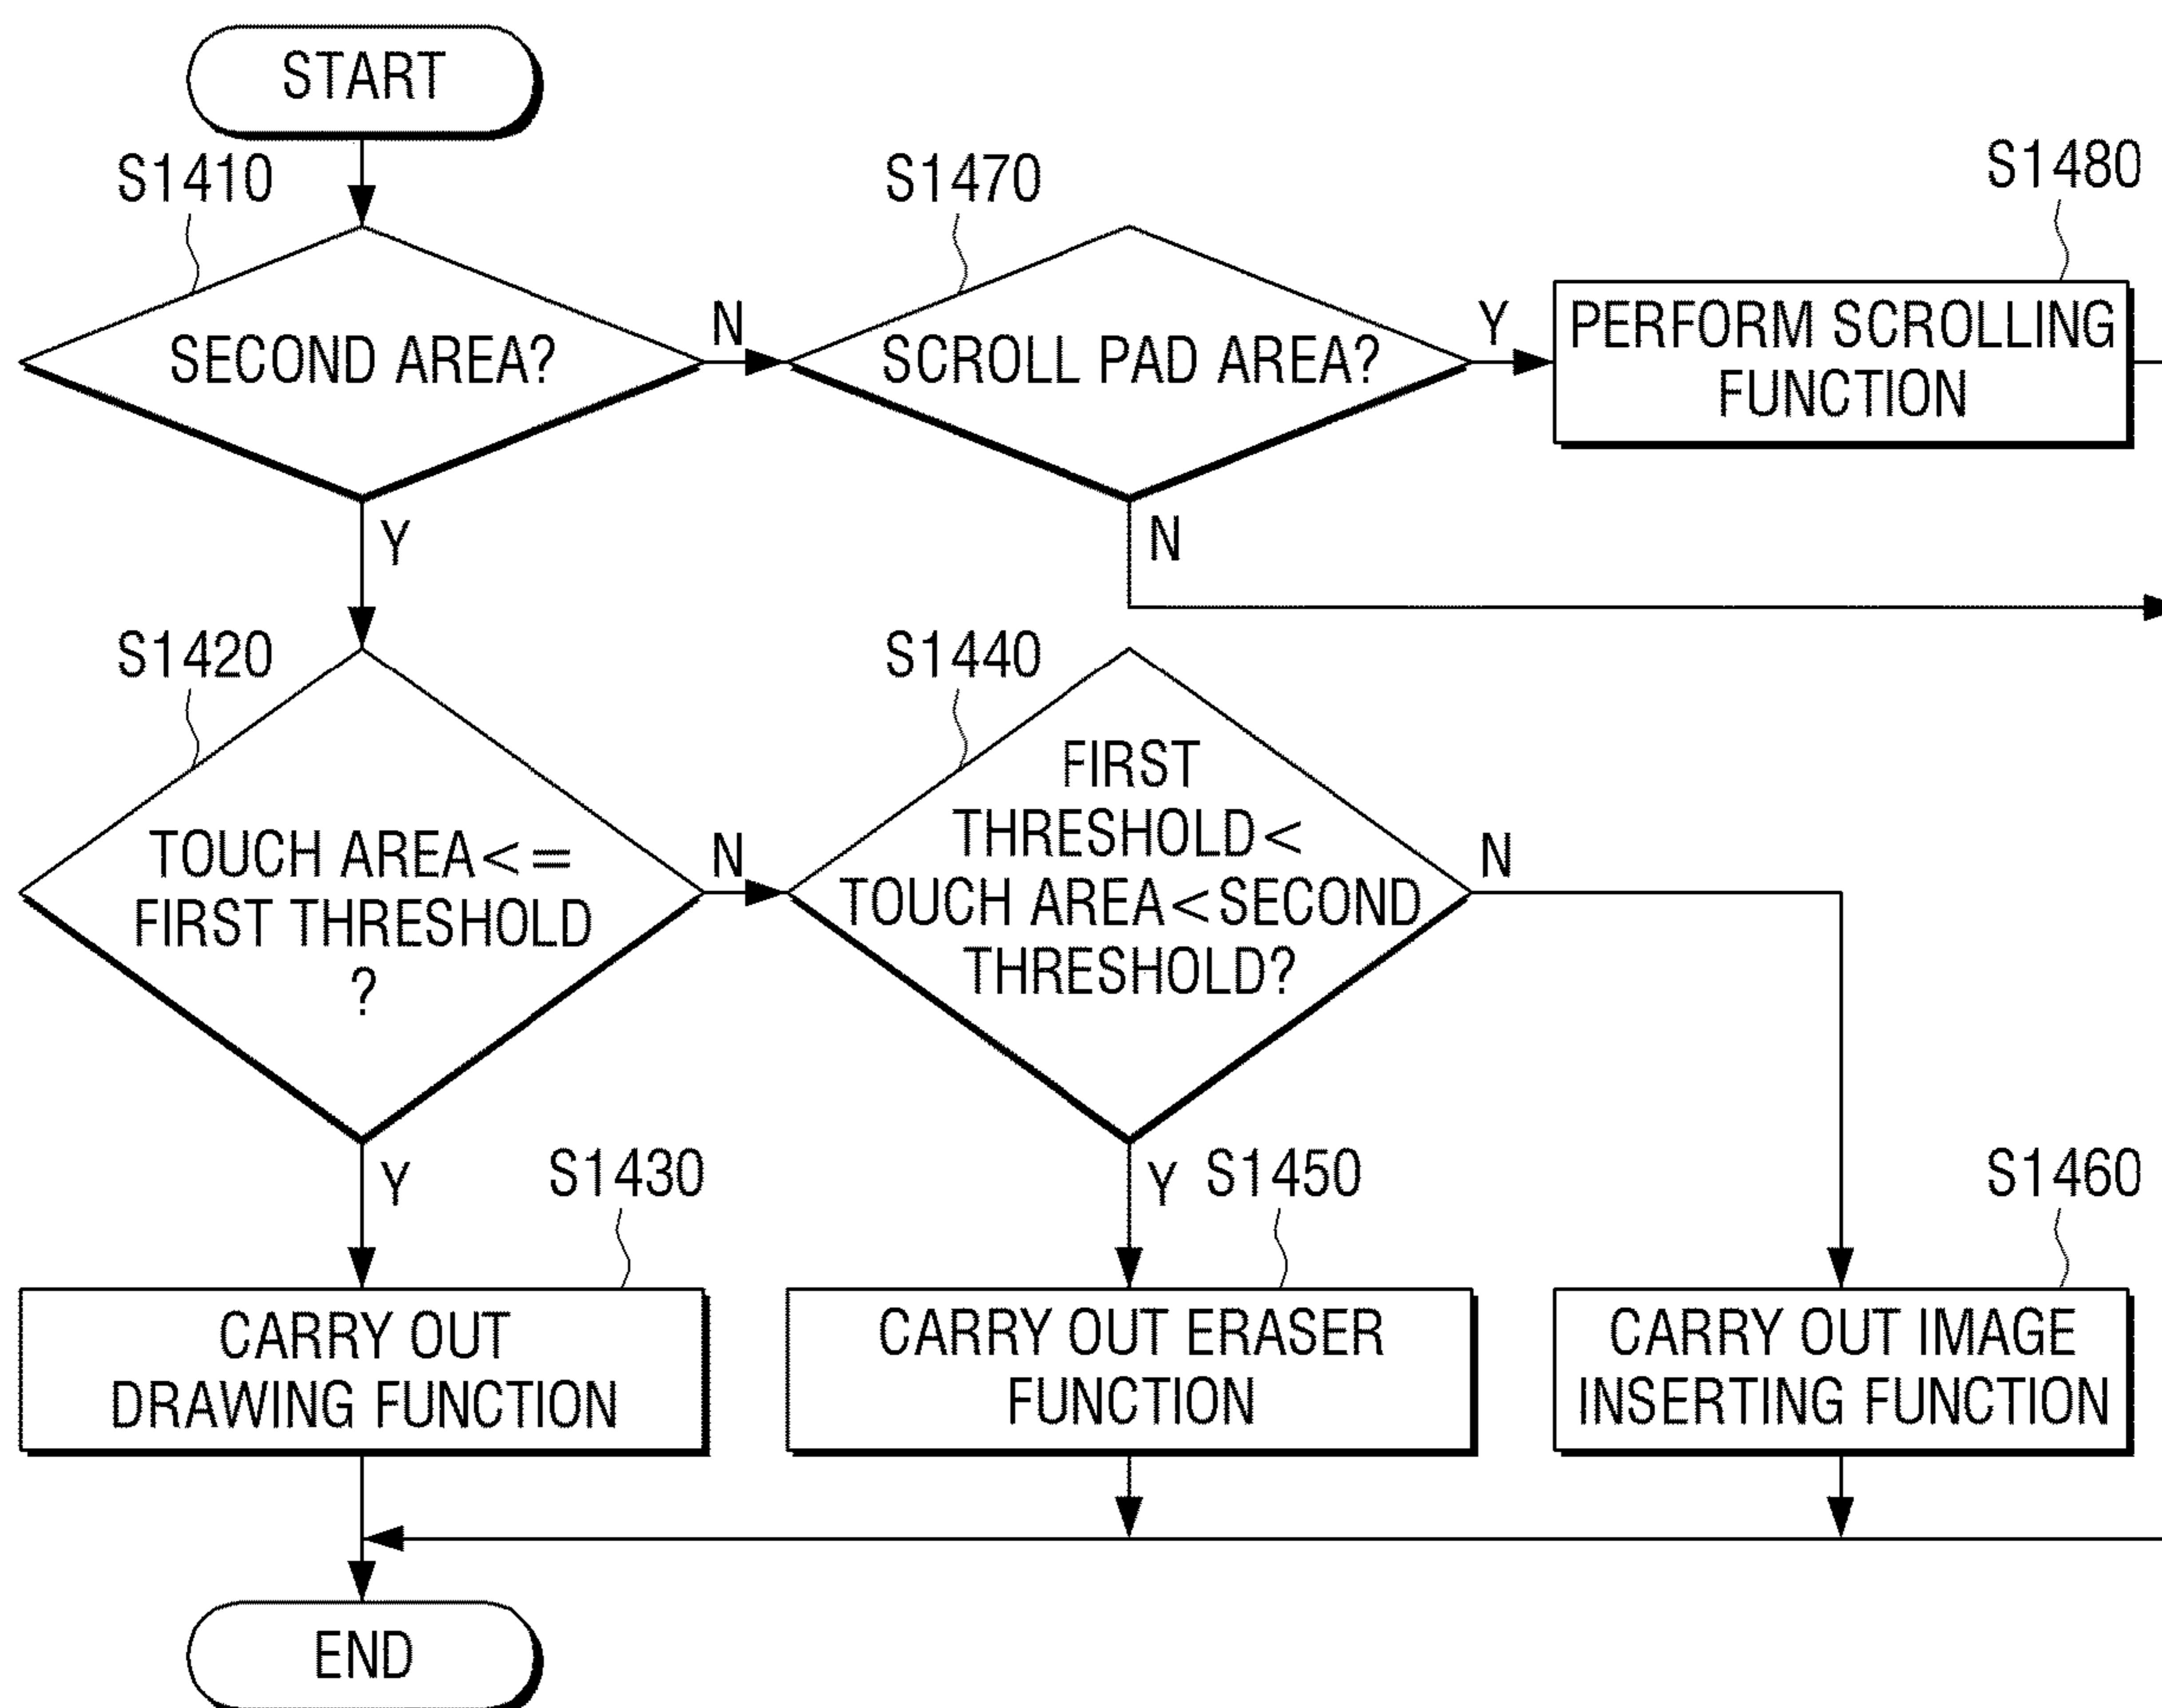 START
S1410
S1470
S1480
SECOND AREA?
N
SCROLL PAD AREA?
Y
PERFORM SCROLLING
FUNCTION
Y
N
S1420
S1440
TOUCH AREA<=
FIRST THRESHOLD
?
N
FIRST
THRESHOLD<
TOUCH AREA<SECOND
THRESHOLD?
N
Y
S1430
Y
S1450
S1460
CARRY OUT
DRAWING FUNCTION
CARRY OUT ERASER
FUNCTION
CARRY OUT IMAGE
INSERTING FUNCTION
END